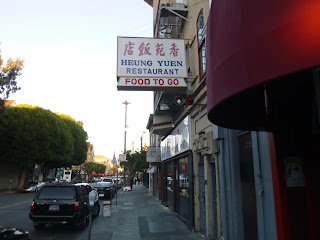 店飯苑香
HEUNG YUEN
RESTAURANT
FOOD TO GO